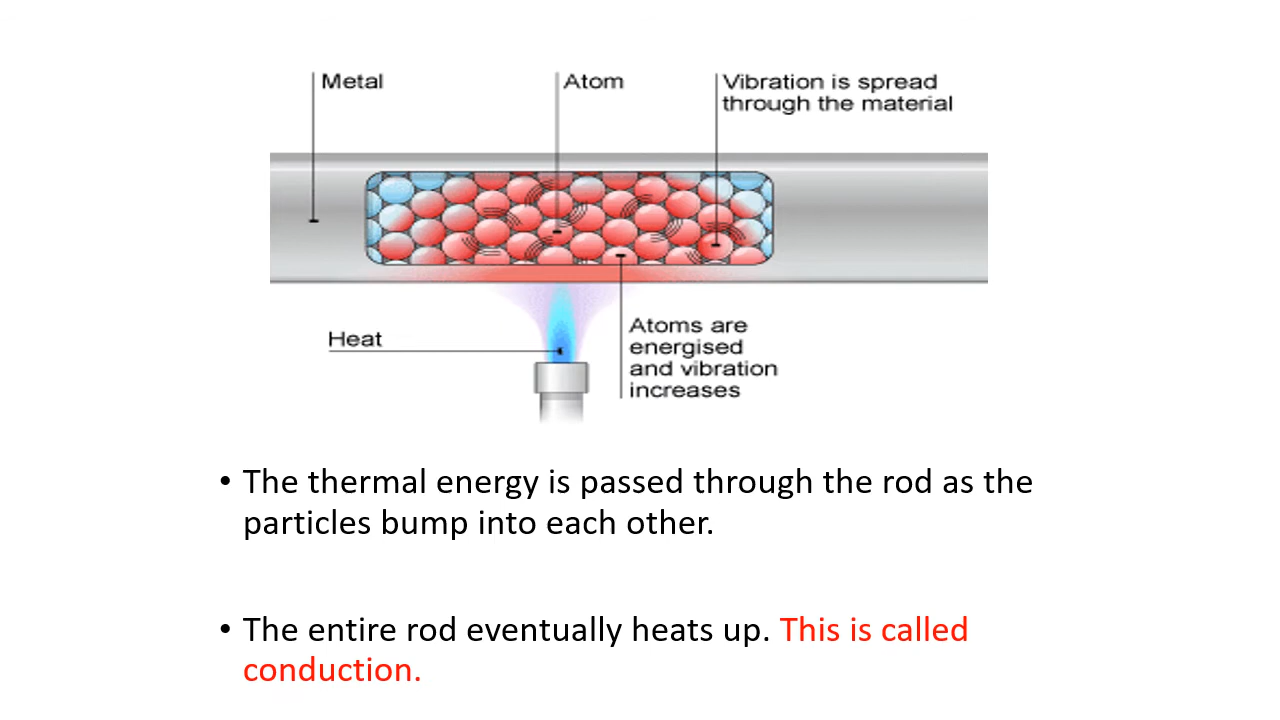 Metal
Atom
Vibration is spread
through the material
Heat
Atoms are
energised
and vibration
increases
• The thermal energy is passed through the rod as the
particles bump into each other.
• The entire rod eventually heats up. This is called
conduction.